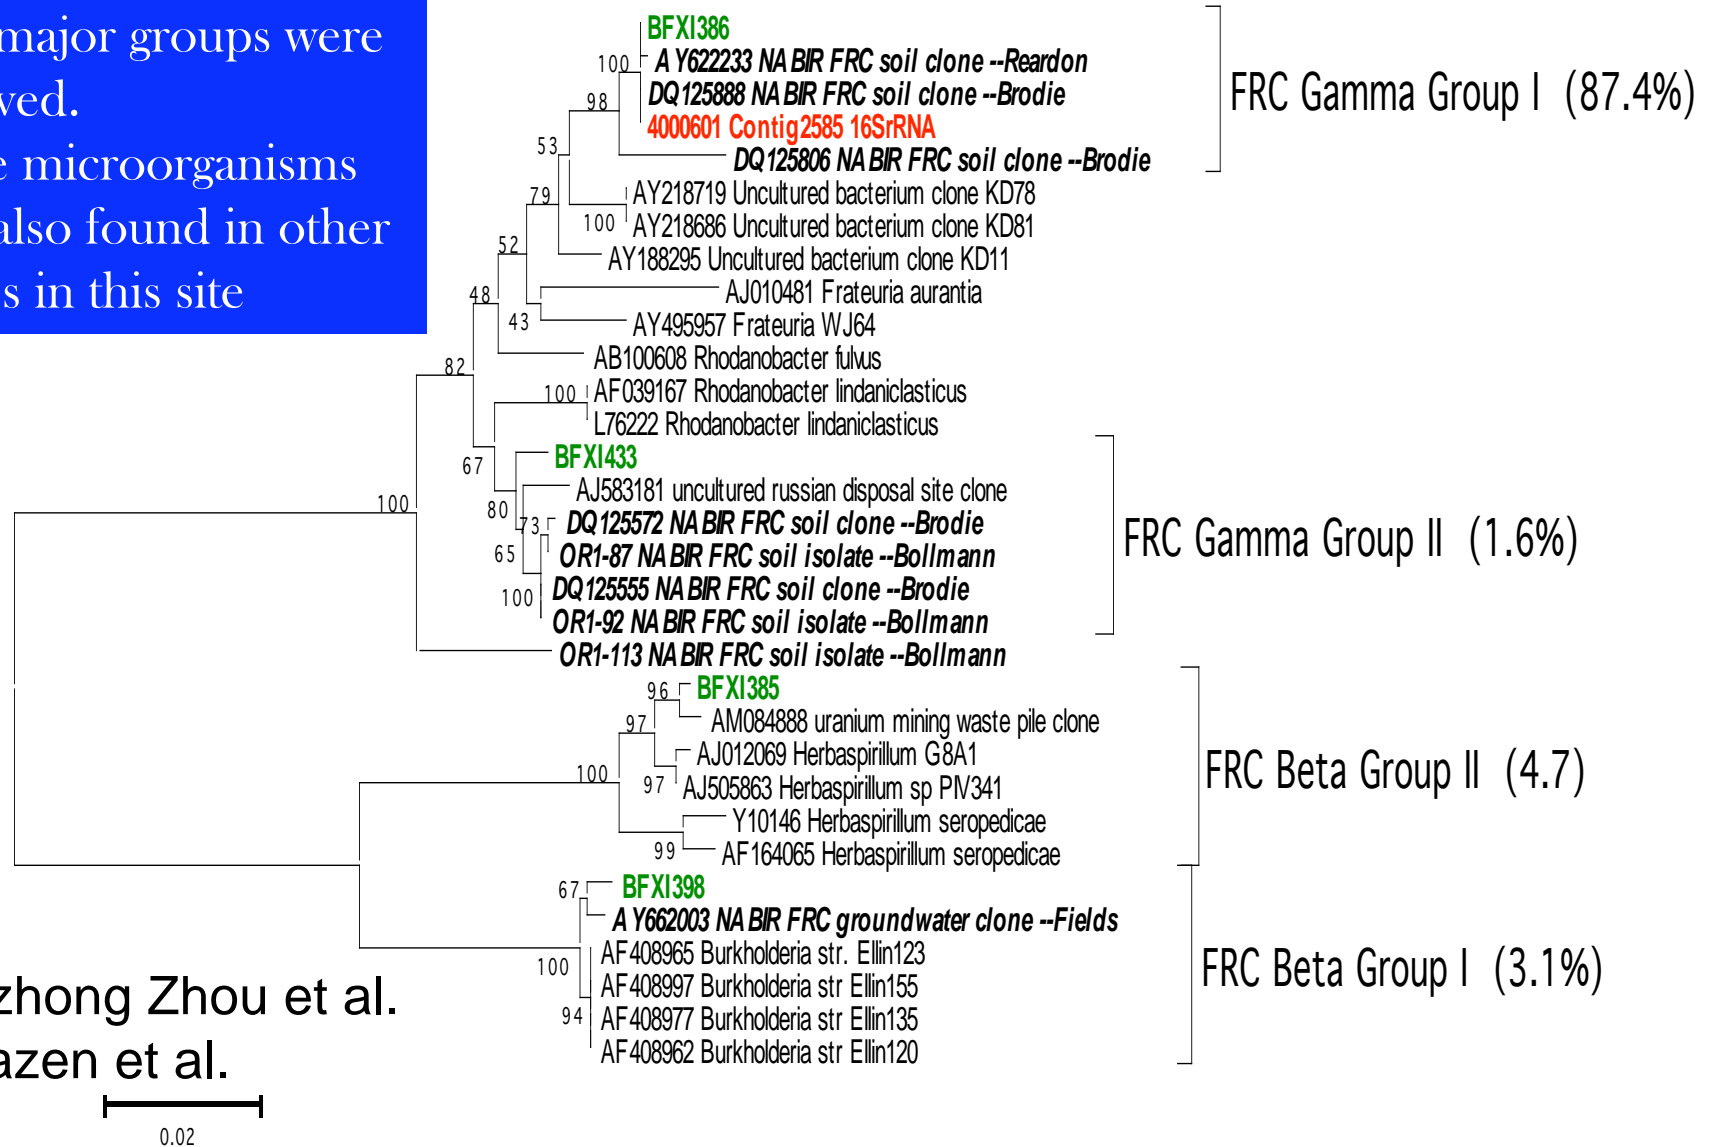 major groups were
microorganisms
also found in other
in this site
BFXI386
100
AY622233 NABIR FRC soil clone --Reardon
98
DQ125888 NABIR FRC soil clone --Brodie
FRC Gamma Group I (87.4%)
4000601 Contig2585 16SrRNA
53
DQ125806 NABIR FRC soil clone --Brodie
79
AY218719 Uncultured bacterium clone KD78
100
AY218686 Uncultured bacterium clone KD81
52
AY188295 Uncultured bacterium clone KD11
48
AJ010481 Frateuria aurantia
43
AY495957 Frateuria WJ64
82
AB100608 Rhodanobacter fulvus
100
AF039167 Rhodanobacter lindaniclasticus
L76222 Rhodanobacter lindaniclasticus
67
BFXI433
100
80
AJ583181 uncultured russian disposal site clone
73
DQ125572 NABIR FRC soil clone --Brodie
FRC Gamma Group II (1.6%)
65
OR1-87 NABIR FRC soil isolate --Bollmann
100
DQ125555 NABIR FRC soil clone --Brodie
OR1-92 NABIR FRC soil isolate --Bollmann
OR1-113 NABIR FRC soil isolate --Bollmann
96
BFXI385
97
AM084888 uranium mining waste pile clone
100
AJ012069 Herbaspirillum G8A1
FRC Beta Group II (4.7)
97
AJ505863 Herbaspirillum sp PIV341
Y10146 Herbaspirillum seropedicae
99
AF164065 Herbaspirillum seropedicae
67
BFXI398
AY662003 NABIR FRC groundwater clone --Fields
100
AF408965 Burkholderia str. Ellin123
FRC Beta Group I (3.1%)
AF408997 Burkholderia str Ellin155
94
AF408977 Burkholderia str Ellin135
AF408962 Burkholderia str Ellin120
zhong Zhou et al.
azen et al.
0.02